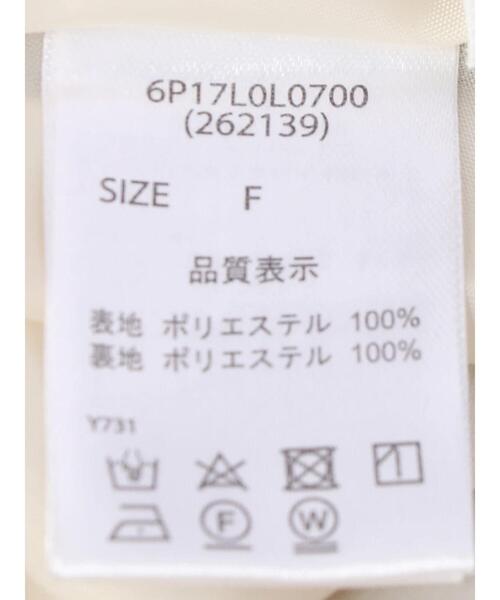 6P17L0L0700
(262139)
SIZE F
品質表示
表地 ポリエステル 100%
裏地 ポリエステル 100%
Y731
F W